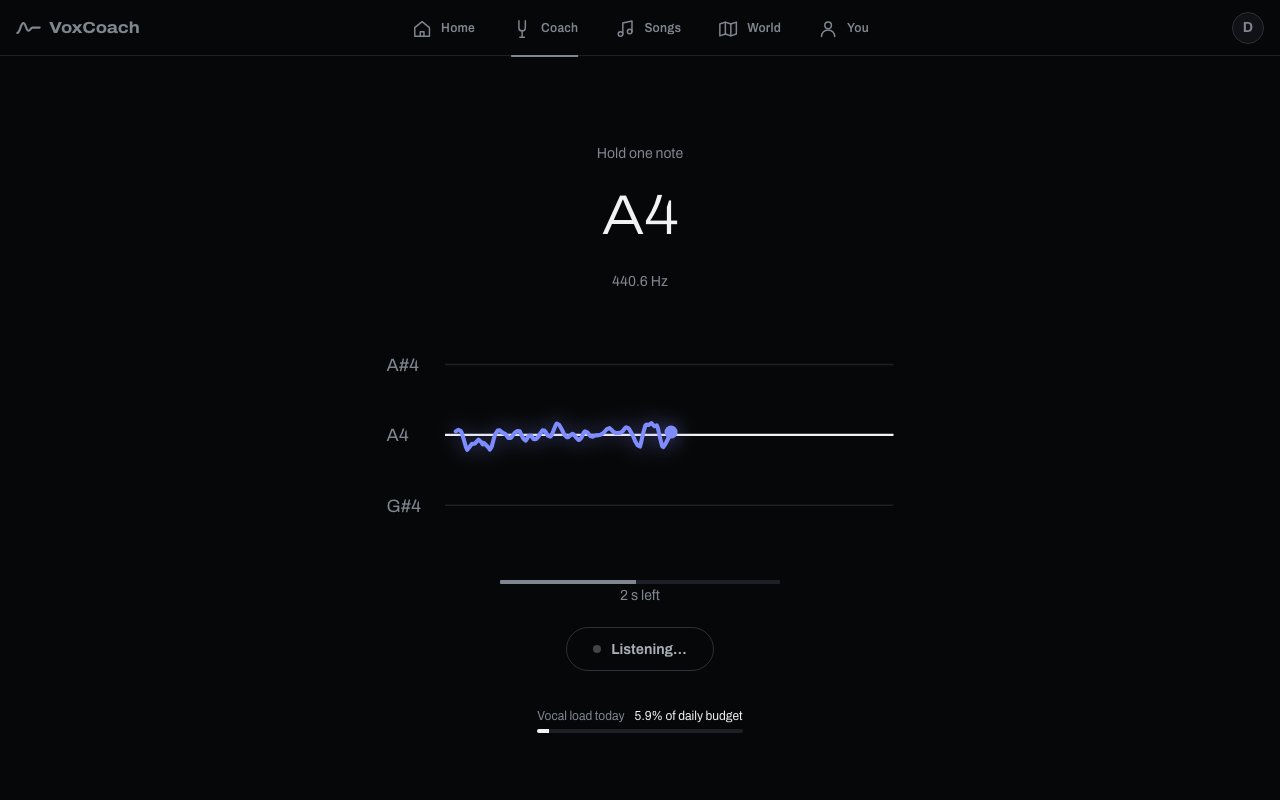 VoxCoach
Home
Coach
Songs
World
You
D
Hold one note
A4
440.6 Hz
A#4
A4
G#4
2 s left
Listening...
Vocal load today 5.9% of daily budget